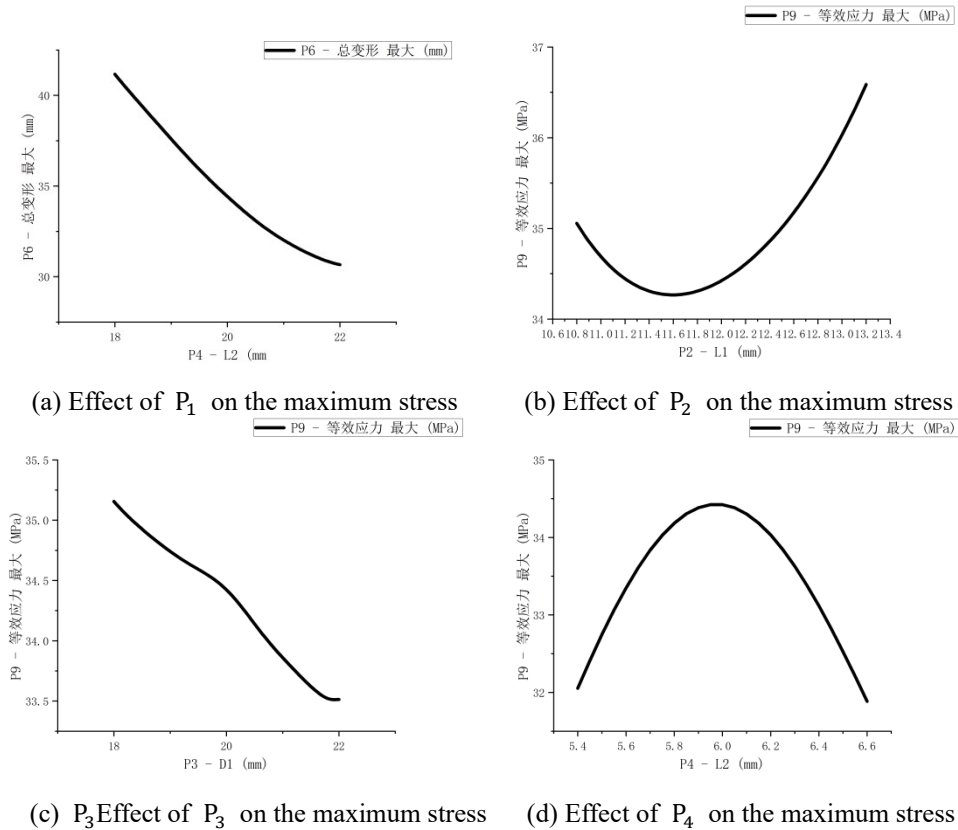 P6 - 总变形 最大 (mm)
40
35
30
P6 - 总变形 最大 (mm)
18 20 22
P4 - L2 (mm
P9 - 等效应力 最大 (MPa)
37
36
35
34
P9 - 等效应力 最大 (MPa)
10.6 10.8 11.0 11.2 11.4 11.6 11.8 12.0 12.2 12.4 12.6 12.8 13.0 13.2 13.4
P2 - L1 (mm)
(a) Effect of P₁ on the maximum stress
(b) Effect of P₂ on the maximum stress
P9 - 等效应力 最大 (MPa)
35.5
35.0
34.5
34.0
33.5
P9 - 等效应力 最大 (MPa)
18 20 22
P3 - D1 (mm)
P9 - 等效应力 最大 (MPa)
35
34
33
32
P9 - 等效应力 最大 (MPa)
5.4 5.6 5.8 6.0 6.2 6.4 6.6
P4 - L2 (mm)
(c) P₃Effect of P₃ on the maximum stress
(d) Effect of P₄ on the maximum stress